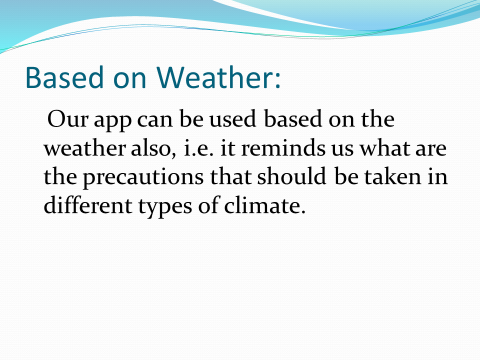 Based on Weather:
Our app can be used based on the
weather also, i.e. it reminds us what are
the precautions that should be taken in
different types of climate.